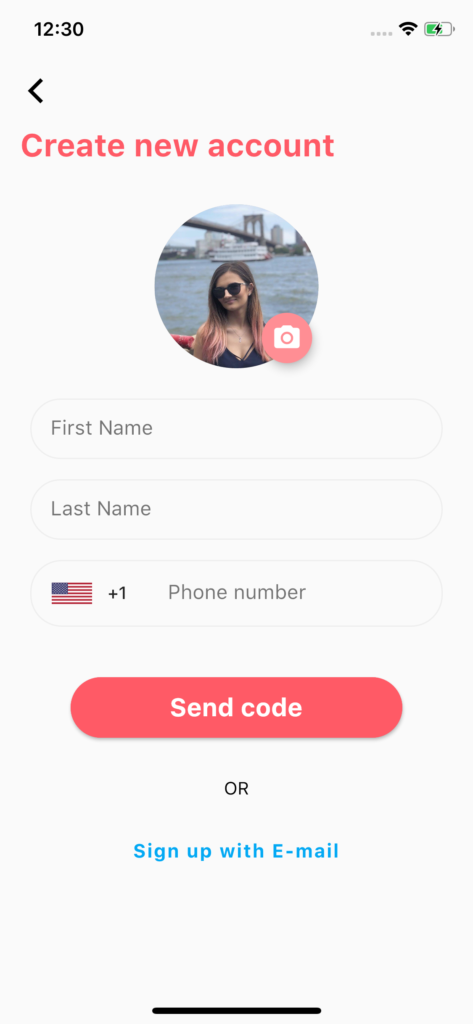 12:30
Create new account
First Name
Last Name
+1 Phone number
Send code
OR
Sign up with E-mail